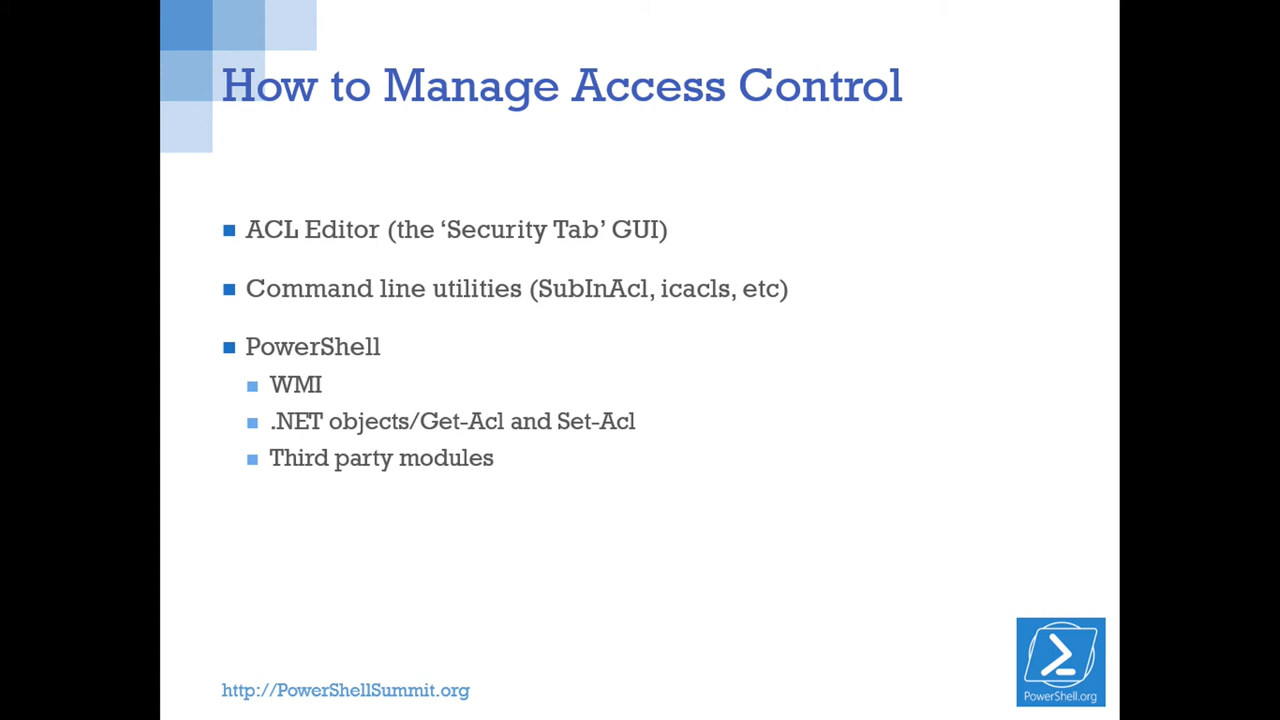 How to Manage Access Control
ACL Editor (the ‘Security Tab’ GUI)
Command line utilities (SubInAcl, icacls, etc)
PowerShell
WMI
.NET objects/Get-Acl and Set-Acl
Third party modules
http://PowerShellSummit.org
PowerShell.org